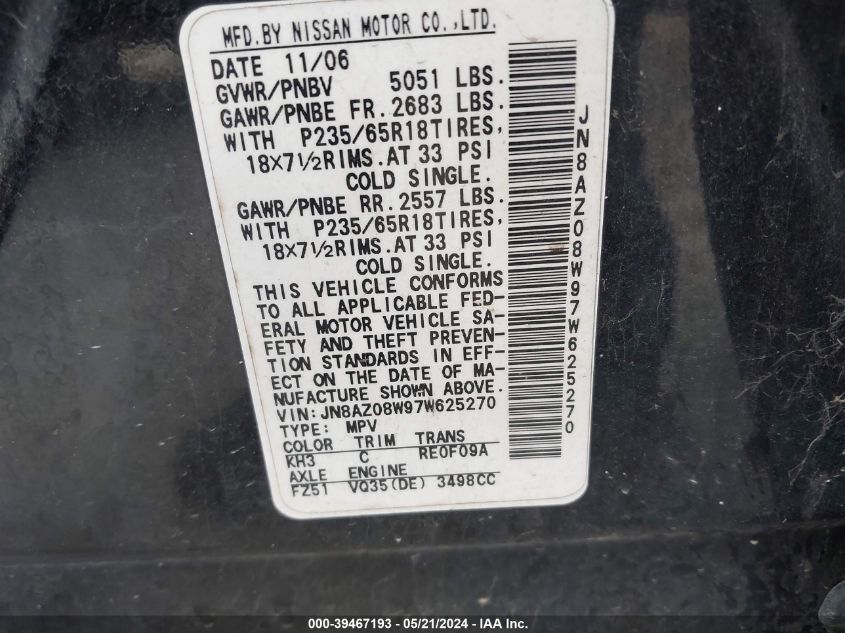 MFD.BY NISSAN MOTOR CO.,LTD.
DATE 11/06
GVWR/PNBV 5051 LBS.
GAWR/PNBE FR. 2683 LBS.
WITH P235/65R18TIRES,
18X7½RIMS.AT 33 PSI
COLD SINGLE.
GAWR/PNBE RR. 2557 LBS.
WITH P235/65R18TIRES,
18X7½RIMS.AT 33 PSI
COLD SINGLE.
THIS VEHICLE CONFORMS
TO ALL APPLICABLE FED-
ERAL MOTOR VEHICLE SA-
FETY AND THEFT PREVEN-
TION STANDARDS IN EFF-
ECT ON THE DATE OF MA-
NUFACTURE SHOWN ABOVE.
VIN: JN8AZ08W97W625270
TYPE: MPV
COLOR TRIM TRANS
KH3 C RE0F09A
AXLE ENGINE
FZ51 VQ35(DE) 3498CC
JN8AZ08W97W625270
000-39467193 - 05/21/2024 - IAA Inc.